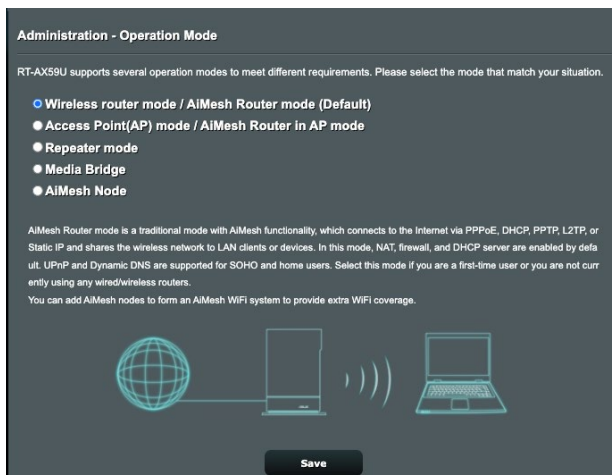 Administration - Operation Mode
RT-AX59U supports several operation modes to meet different requirements. Please select the mode that match your situation.
Wireless router mode / AiMesh Router mode (Default)
Access Point(AP) mode / AiMesh Router in AP mode
Repeater mode
Media Bridge
AiMesh Node
AiMesh Router mode is a traditional mode with AiMesh functionality, which connects to the Internet via PPPoE, DHCP, PPTP, L2TP, or
Static IP and shares the wireless network to LAN clients or devices. In this mode, NAT, firewall, and DHCP server are enabled by defa
ult. UPnP and Dynamic DNS are supported for SOHO and home users. Select this mode if you are a first-time user or you are not curr
ently using any wired/wireless routers.
You can add AiMesh nodes to form an AiMesh WiFi system to provide extra WiFi coverage.
Save